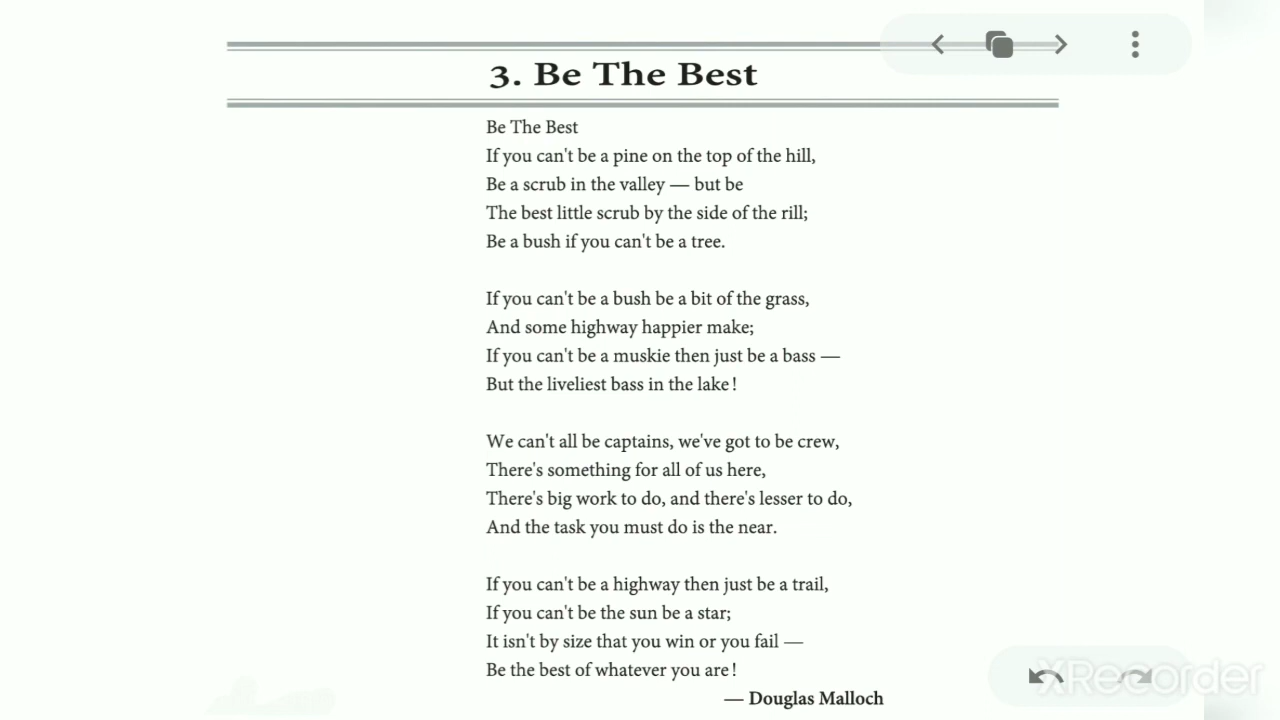 3. Be The Best
Be The Best
If you can't be a pine on the top of the hill,
Be a scrub in the valley — but be
The best little scrub by the side of the rill;
Be a bush if you can't be a tree.
If you can't be a bush be a bit of the grass,
And some highway happier make;
If you can't be a muskie then just be a bass —
But the liveliest bass in the lake!
We can't all be captains, we've got to be crew,
There's something for all of us here,
There's big work to do, and there's lesser to do,
And the task you must do is the near.
If you can't be a highway then just be a trail,
If you can't be the sun be a star;
It isn't by size that you win or you fail —
Be the best of whatever you are!
— Douglas Malloch
XRecorder